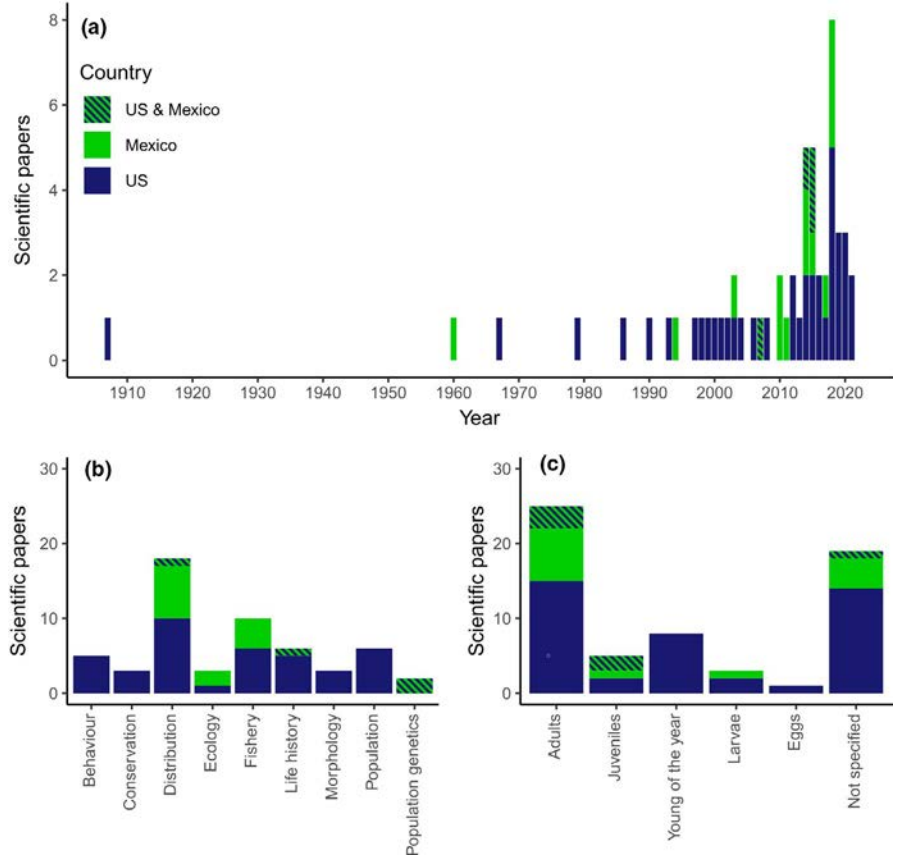 (a)
Country
US & Mexico
Mexico
US
Scientific papers
8
6
4
2
0
1910 1920 1930 1940 1950 1960 1970 1980 1990 2000 2010 2020
Year
(b)
Scientific papers
30
20
10
0
Behaviour
Conservation
Distribution
Ecology
Fishery
Life history
Morphology
Population
Population genetics
(c)
Scientific papers
30
20
10
0
Adults
Juveniles
Young of the year
Larvae
Eggs
Not specified